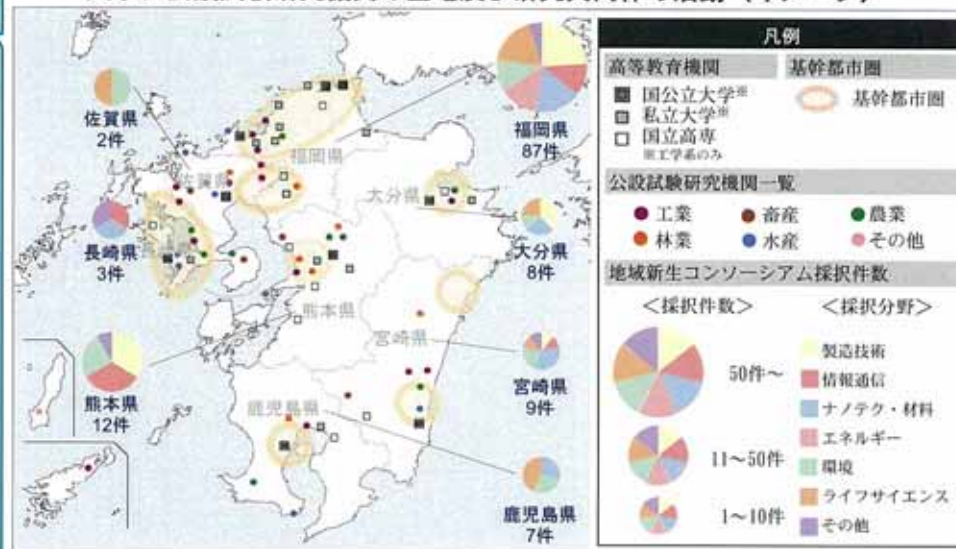 佐賀県
2件
福岡県
87件
長崎県
3件
大分県
8件
熊本県
12件
宮崎県
9件
鹿児島県
7件
福岡県
佐賀県
大分県
熊本県
宮崎県
鹿児島県
凡例
高等教育機関
国公立大学※
私立大学※
国立高専
※工学系のみ
基幹都市圏
基幹都市圏
公設試験研究機関一覧
工業
畜産
農業
林業
水産
その他
地域新生コンソーシアム採択件数
<採択件数>
50件~
11~50件
1~10件
<採択分野>
製造技術
情報通信
ナノテク・材料
エネルギー
環境
ライフサイエンス
その他